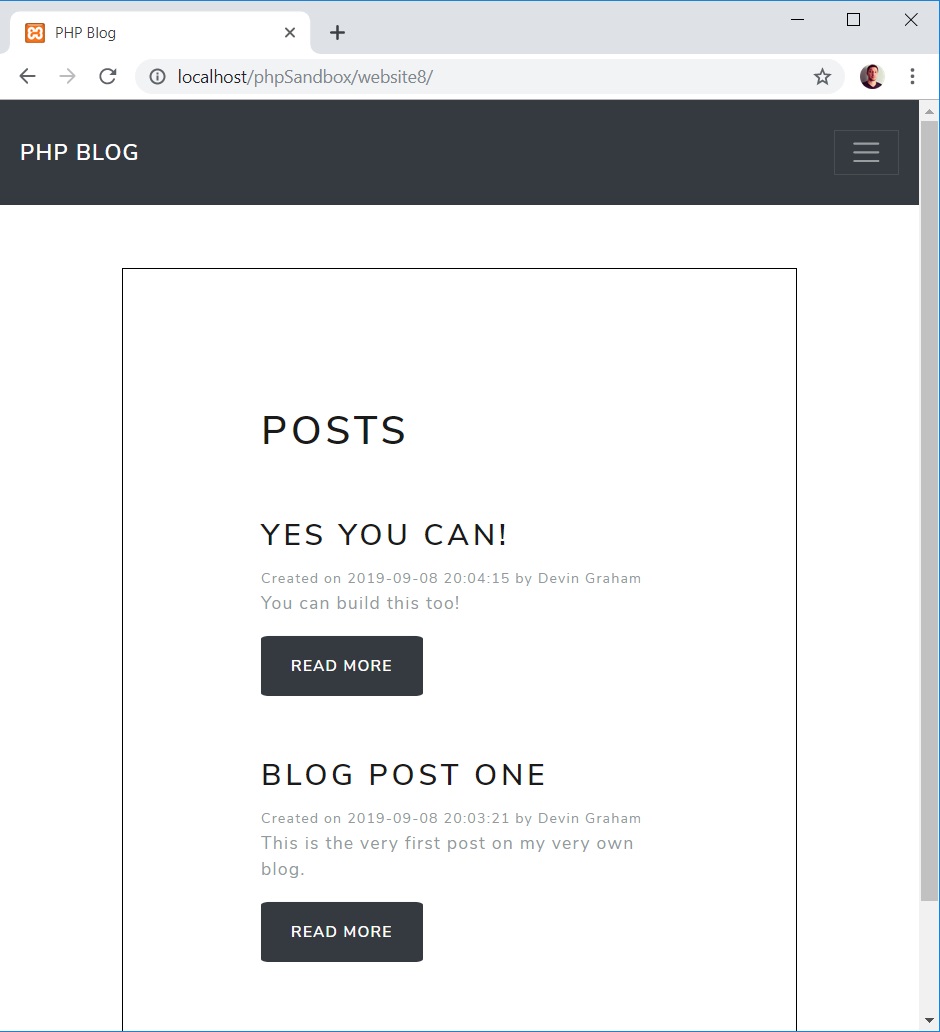 PHP Blog
localhost/phpSandbox/website8/
PHP BLOG
POSTS
YES YOU CAN!
Created on 2019-09-08 20:04:15 by Devin Graham
You can build this too!
READ MORE
BLOG POST ONE
Created on 2019-09-08 20:03:21 by Devin Graham
This is the very first post on my very own
blog.
READ MORE